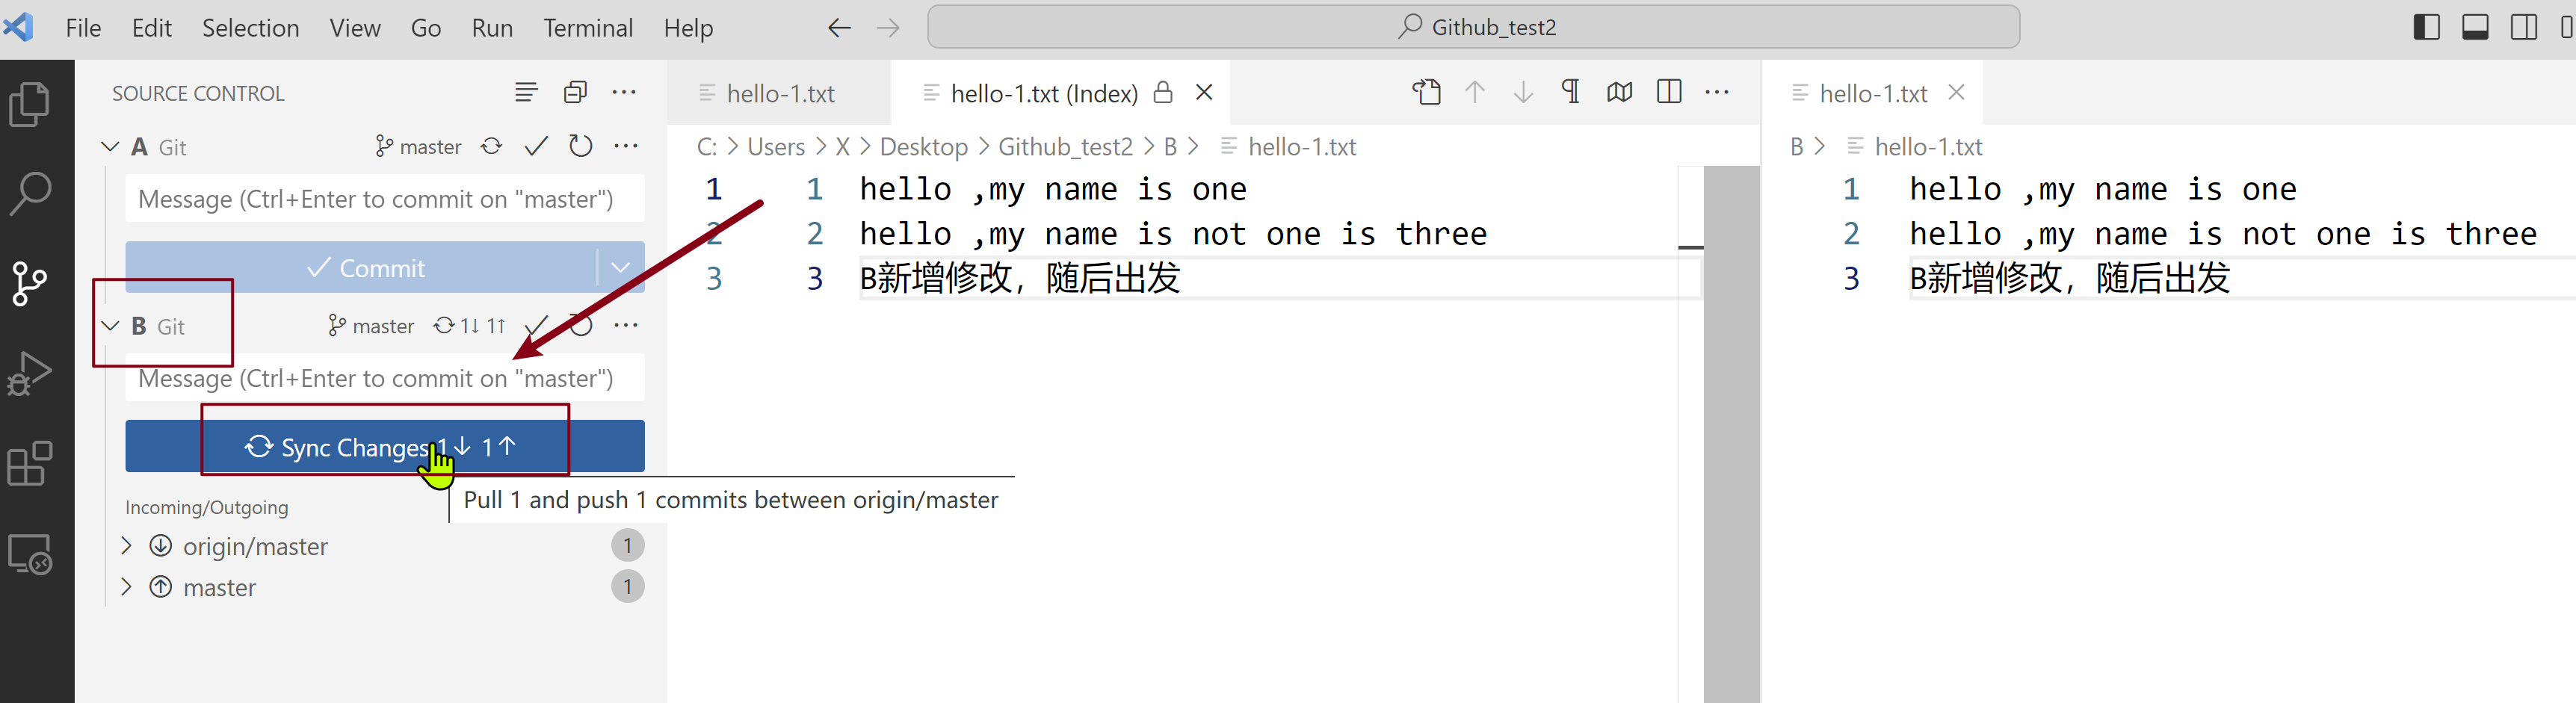 File Edit Selection View Go Run Terminal Help
Github_test2
SOURCE CONTROL
A Git master
Message (Ctrl+Enter to commit on "master")
Commit
B Git master 1↓ 1↑
Message (Ctrl+Enter to commit on "master")
Sync Changes 1↓ 1↑
Pull 1 and push 1 commits between origin/master
Incoming/Outgoing
origin/master 1
master 1
hello-1.txt hello-1.txt (Index)
C: > Users > X > Desktop > Github_test2 > B > hello-1.txt
1 1 hello ,my name is one
2 2 hello ,my name is not one is three
3 3 B新增修改，随后出发
hello-1.txt
B > hello-1.txt
1 hello ,my name is one
2 hello ,my name is not one is three
3 B新增修改，随后出发